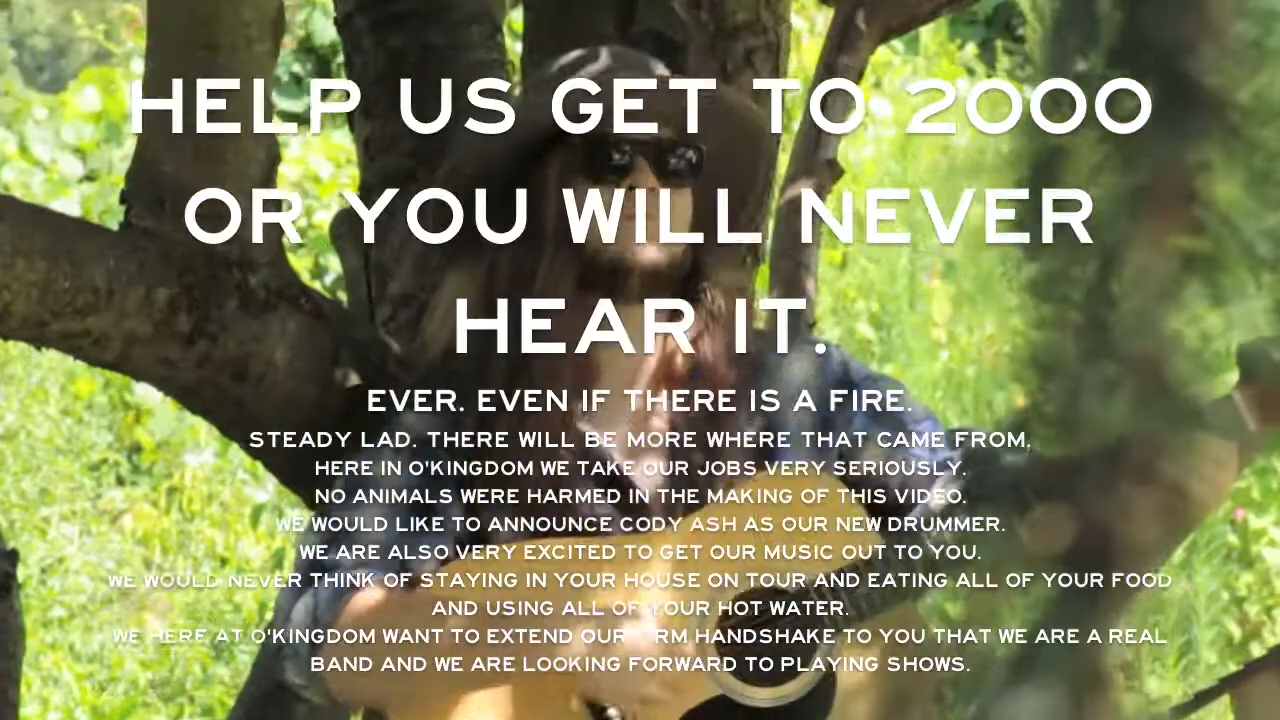 HELP US GET TO 2000
OR YOU WILL NEVER
HEAR IT.
EVER. EVEN IF THERE IS A FIRE.
STEADY LAD. THERE WILL BE MORE WHERE THAT CAME FROM,
HERE IN O'KINGDOM WE TAKE OUR JOBS VERY SERIOUSLY.
NO ANIMALS WERE HARMED IN THE MAKING OF THIS VIDEO.
WE WOULD LIKE TO ANNOUNCE CODY ASH AS OUR NEW DRUMMER.
WE ARE ALSO VERY EXCITED TO GET OUR MUSIC OUT TO YOU.
WE WOULD NEVER THINK OF STAYING IN YOUR HOUSE ON TOUR AND EATING ALL OF YOUR FOOD
AND USING ALL OF YOUR HOT WATER.
WE HERE AT O'KINGDOM WANT TO EXTEND OUR HANDSHAKE TO YOU THAT WE ARE A REAL
BAND AND WE ARE LOOKING FORWARD TO PLAYING SHOWS.